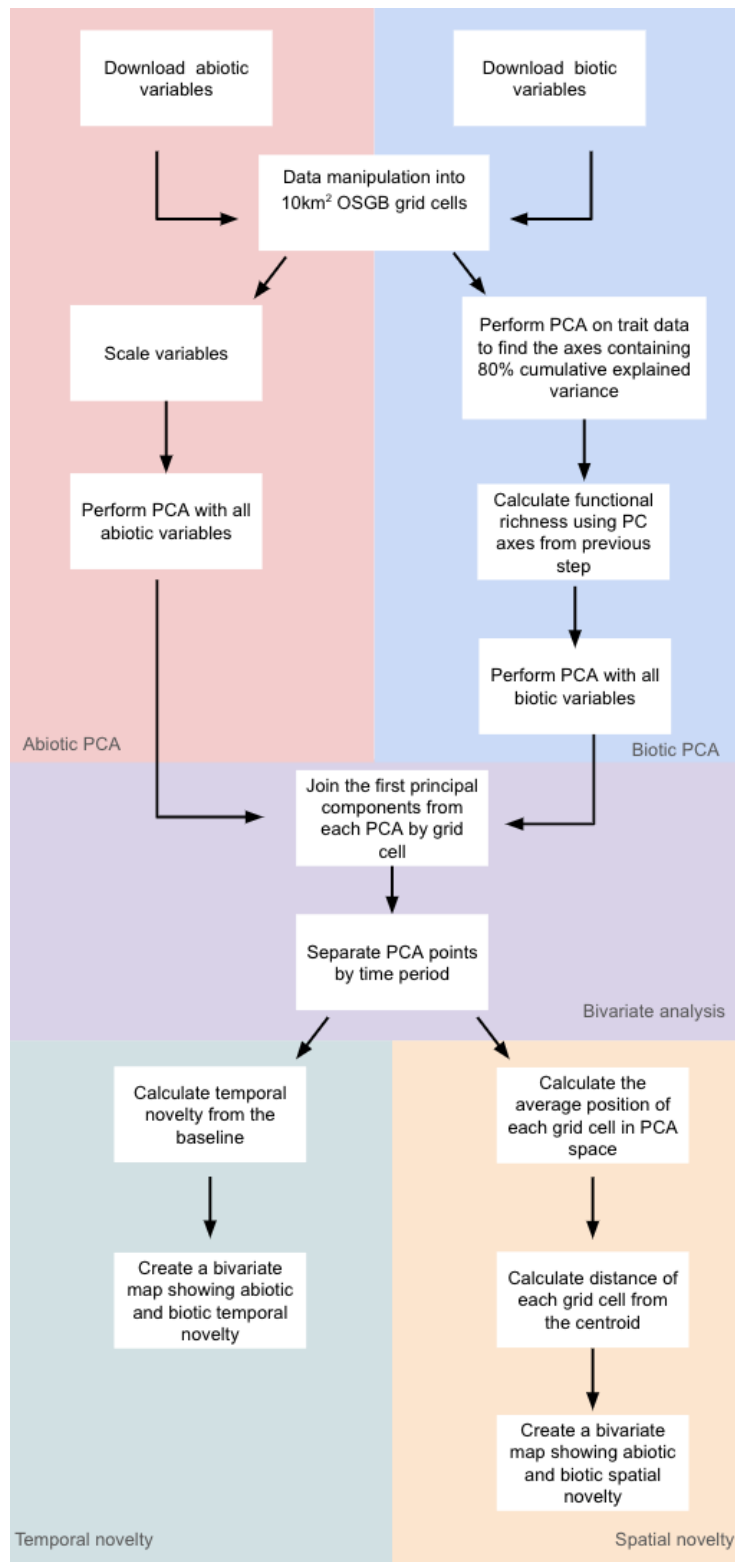 Download abiotic
variables
Download biotic
variables
Data manipulation into
10km² OSGB grid cells
Scale variables
Perform PCA on trait data
to find the axes containing
80% cumulative explained
variance
Perform PCA with all
abiotic variables
Calculate functional
richness using PC
axes from previous
step
Perform PCA with all
biotic variables
Abiotic PCA
Biotic PCA
Join the first principal
components from
each PCA by grid
cell
Separate PCA points
by time period
Bivariate analysis
Calculate temporal
novelty from the
baseline
Calculate the
average position of
each grid cell in PCA
space
Create a bivariate
map showing abiotic
and biotic temporal
novelty
Calculate distance of
each grid cell from
the centroid
Create a bivariate
map showing abiotic
and biotic spatial
novelty
Temporal novelty
Spatial novelty